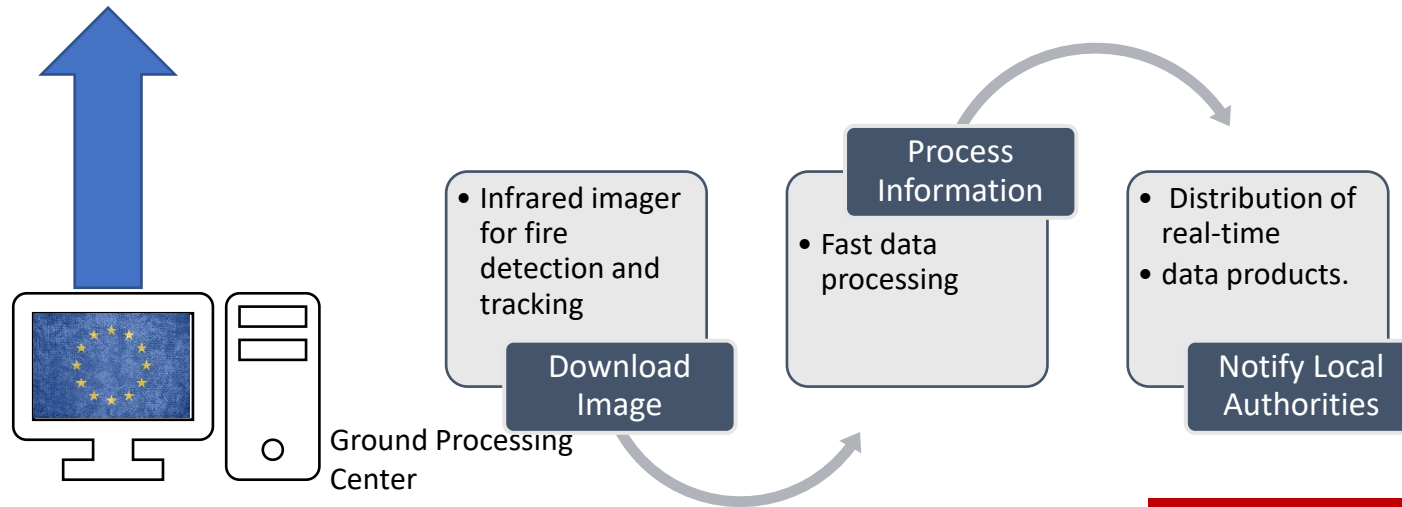 • Infrared imager
for fire
detection and
tracking
Download
Image
Process
Information
• Fast data
processing
• Distribution of
real-time
• data products.
Notify Local
Authorities
Ground Processing
Center